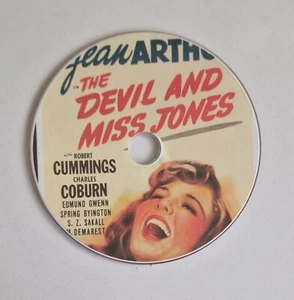 Jean ARTHU
in THE
DEVIL AND
MISS JONES
with ROBERT
CUMMINGS
CHARLES
COBURN
EDMUND GWENN
SPRING BYINGTON
S. Z. SAKALL
DEMAREST